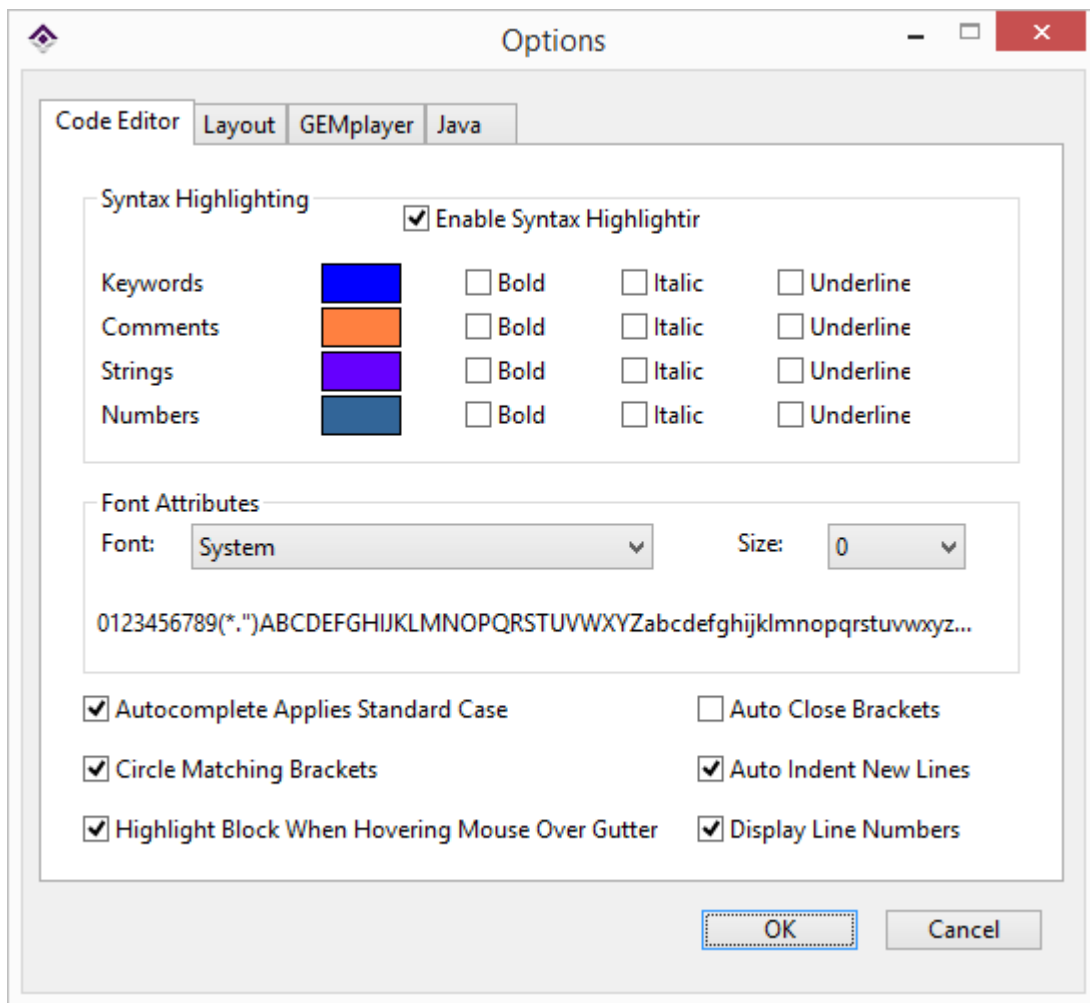 Options
Code Editor Layout GEMplayer Java
Syntax Highlighting
Enable Syntax Highlightir
Keywords Bold Italic Underline
Comments Bold Italic Underline
Strings Bold Italic Underline
Numbers Bold Italic Underline
Font Attributes
Font: System Size: 0
0123456789(*.")ABCDEFGHIJKLMNOPQRSTUVWXYZabcdefghijklmnopqrstuvwxyz...
Autocomplete Applies Standard Case Auto Close Brackets
Circle Matching Brackets Auto Indent New Lines
Highlight Block When Hovering Mouse Over Gutter Display Line Numbers
OK Cancel